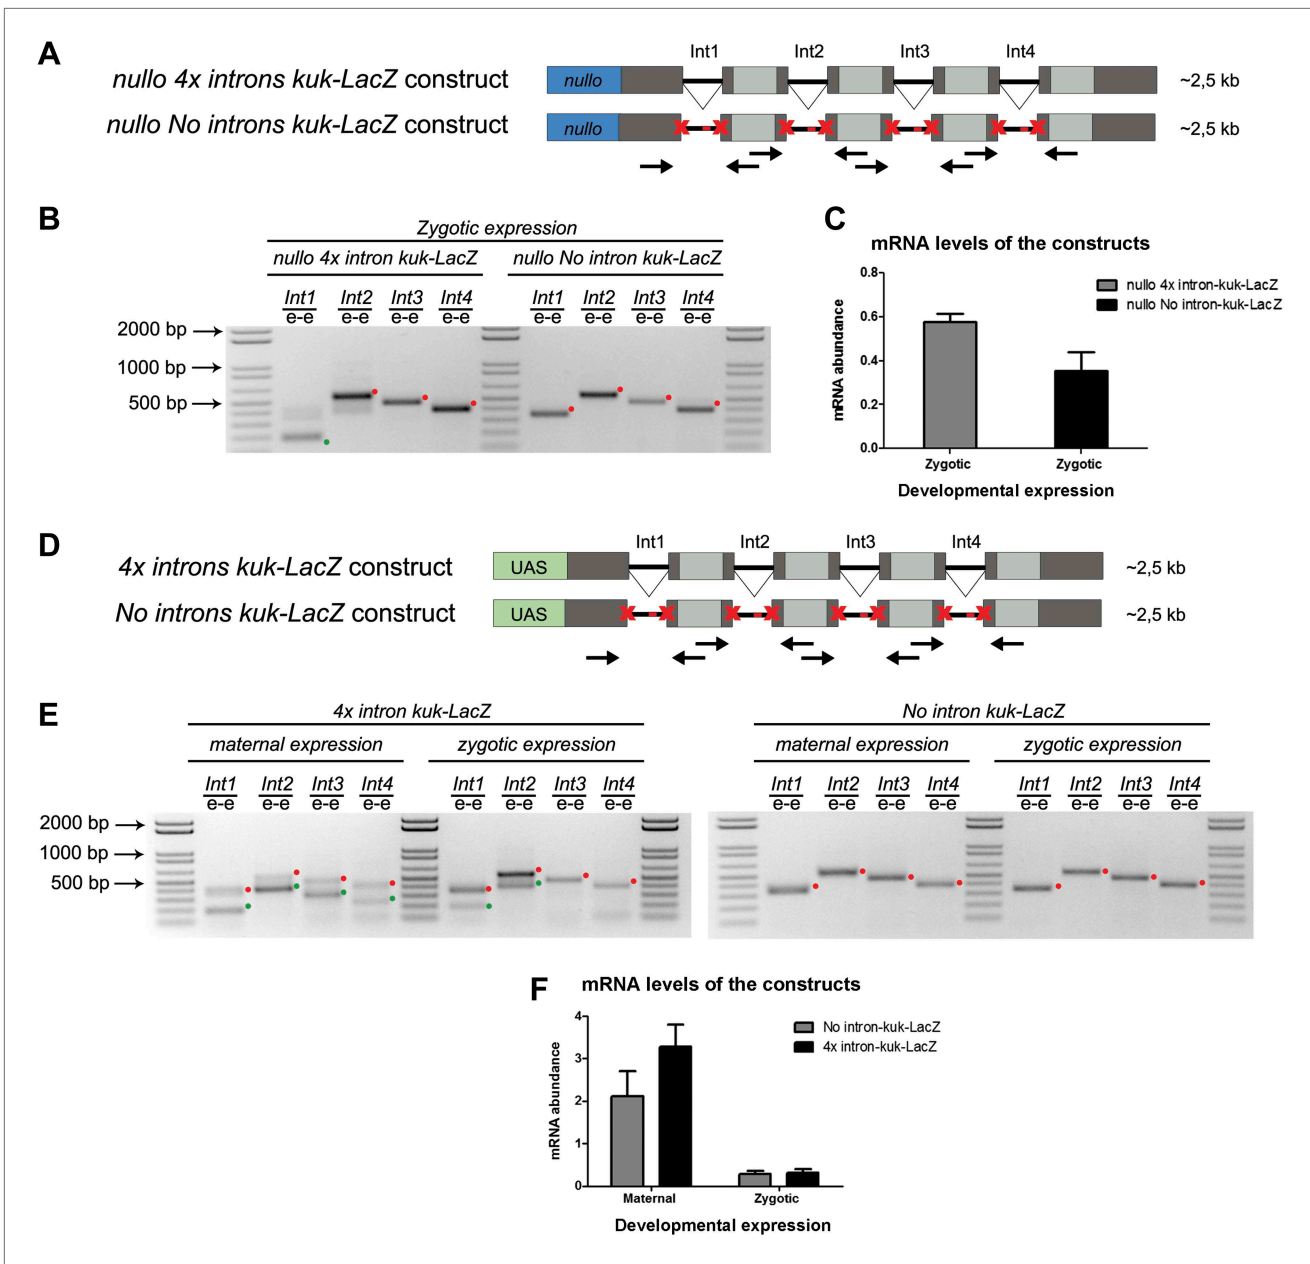 A
Int1 Int2 Int3 Int4
nullo 4x introns kuk-LacZ construct nullo ~2,5 kb
nullo No introns kuk-LacZ construct nullo ~2,5 kb
B
Zygotic expression
nullo 4x intron kuk-LacZ nullo No intron kuk-LacZ
Int1 Int2 Int3 Int4 Int1 Int2 Int3 Int4
e-e e-e e-e e-e e-e e-e e-e e-e
2000 bp
1000 bp
500 bp
C
mRNA levels of the constructs
nullo 4x intron-kuk-LacZ
nullo No intron-kuk-LacZ
mRNA abundance
0.8
0.6
0.4
0.2
0.0
Zygotic Zygotic
Developmental expression
D
Int1 Int2 Int3 Int4
4x introns kuk-LacZ construct UAS ~2,5 kb
No introns kuk-LacZ construct UAS ~2,5 kb
E
4x intron kuk-LacZ No intron kuk-LacZ
maternal expression zygotic expression maternal expression zygotic expression
Int1 Int2 Int3 Int4 Int1 Int2 Int3 Int4 Int1 Int2 Int3 Int4 Int1 Int2 Int3 Int4
e-e e-e e-e e-e e-e e-e e-e e-e e-e e-e e-e e-e e-e e-e e-e e-e
2000 bp
1000 bp
500 bp
F
mRNA levels of the constructs
No intron-kuk-LacZ
4x intron-kuk-LacZ
mRNA abundance
4
3
2
1
0
Maternal Zygotic
Developmental expression